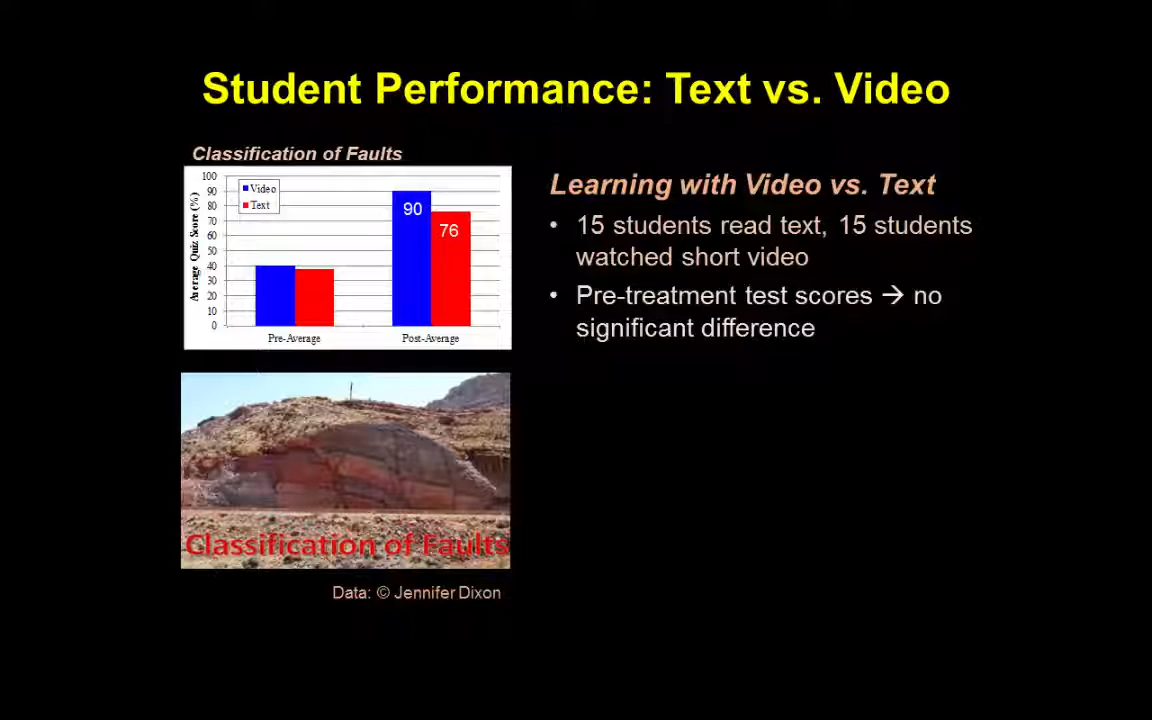 Student Performance: Text vs. Video
Classification of Faults
100
90
80
70
60
50
40
30
20
10
0
Average Quiz Score (%)
Video
Text
90
76
Pre-Average
Post-Average
Classification of Faults
Data: © Jennifer Dixon
Learning with Video vs. Text
• 15 students read text, 15 students
watched short video
• Pre-treatment test scores → no
significant difference